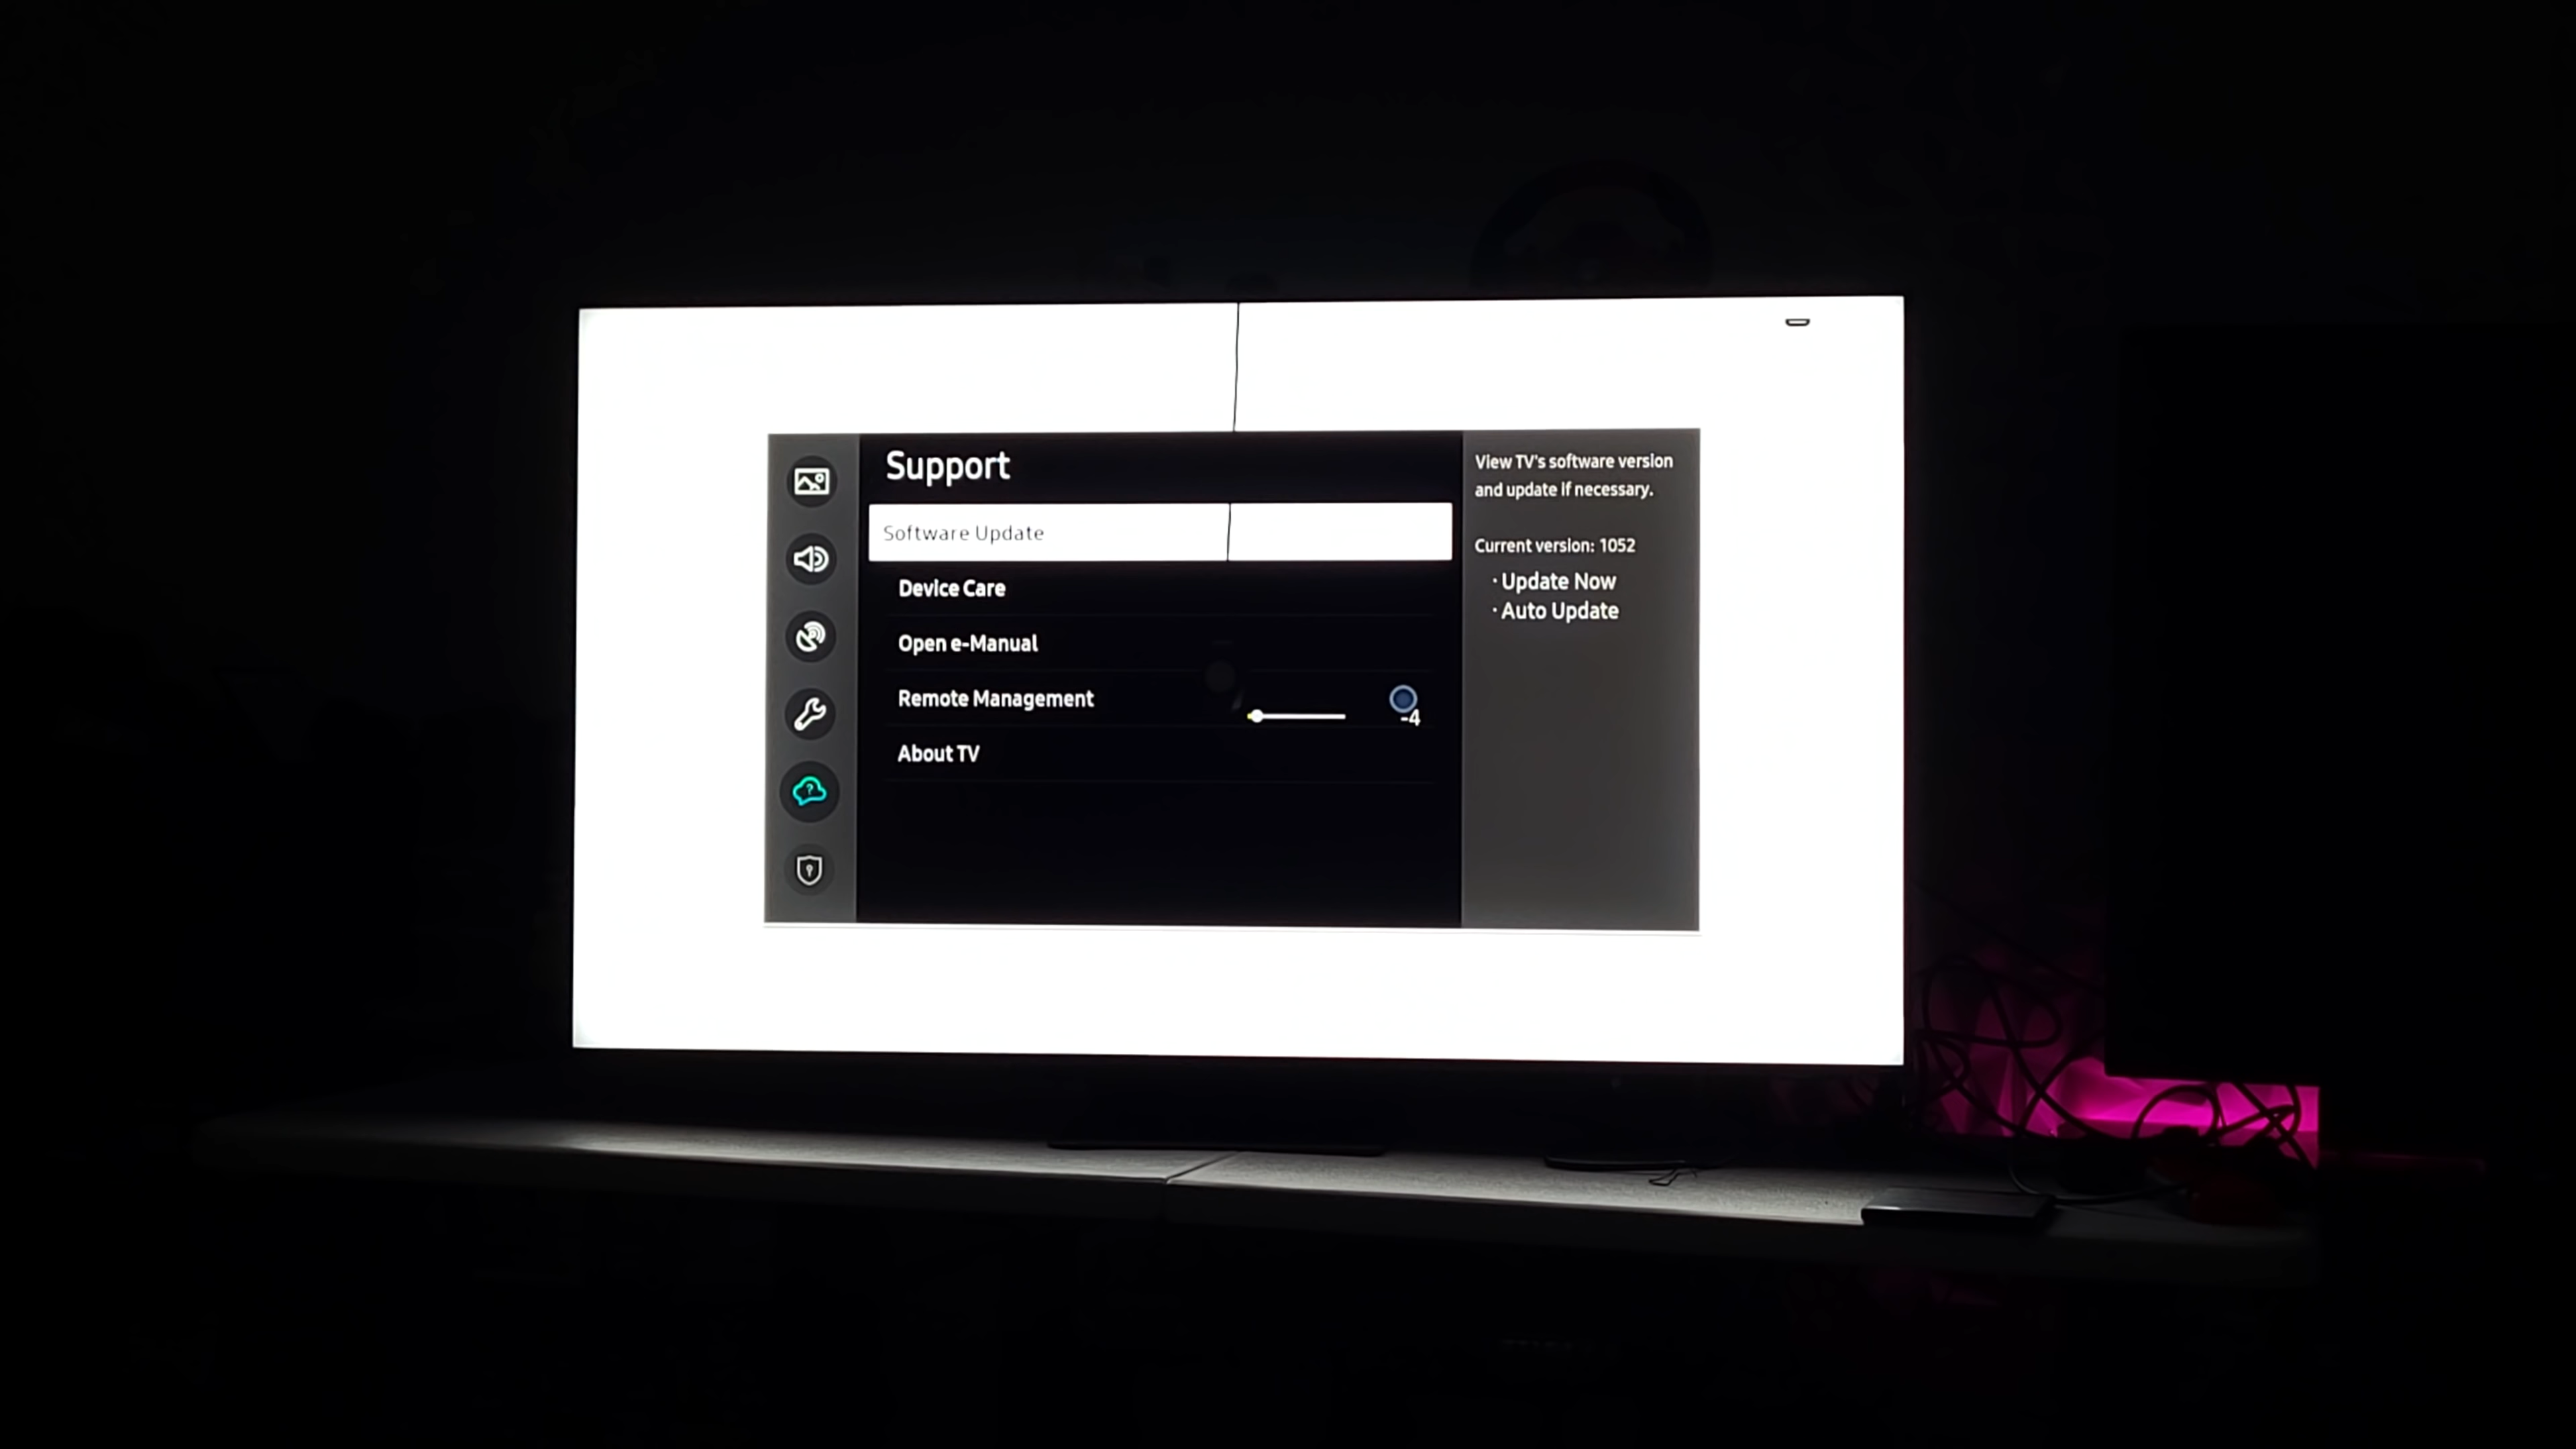 Support
Software Update
Device Care
Open e-Manual
Remote Management
-4
About TV
View TV's software version
and update if necessary.
Current version: 1052
· Update Now
· Auto Update